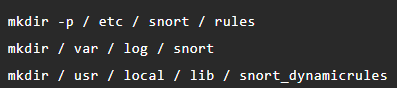 mkdir -p / etc / snort / rules
mkdir / var / log / snort
mkdir / usr / local / lib / snort_dynamicrules